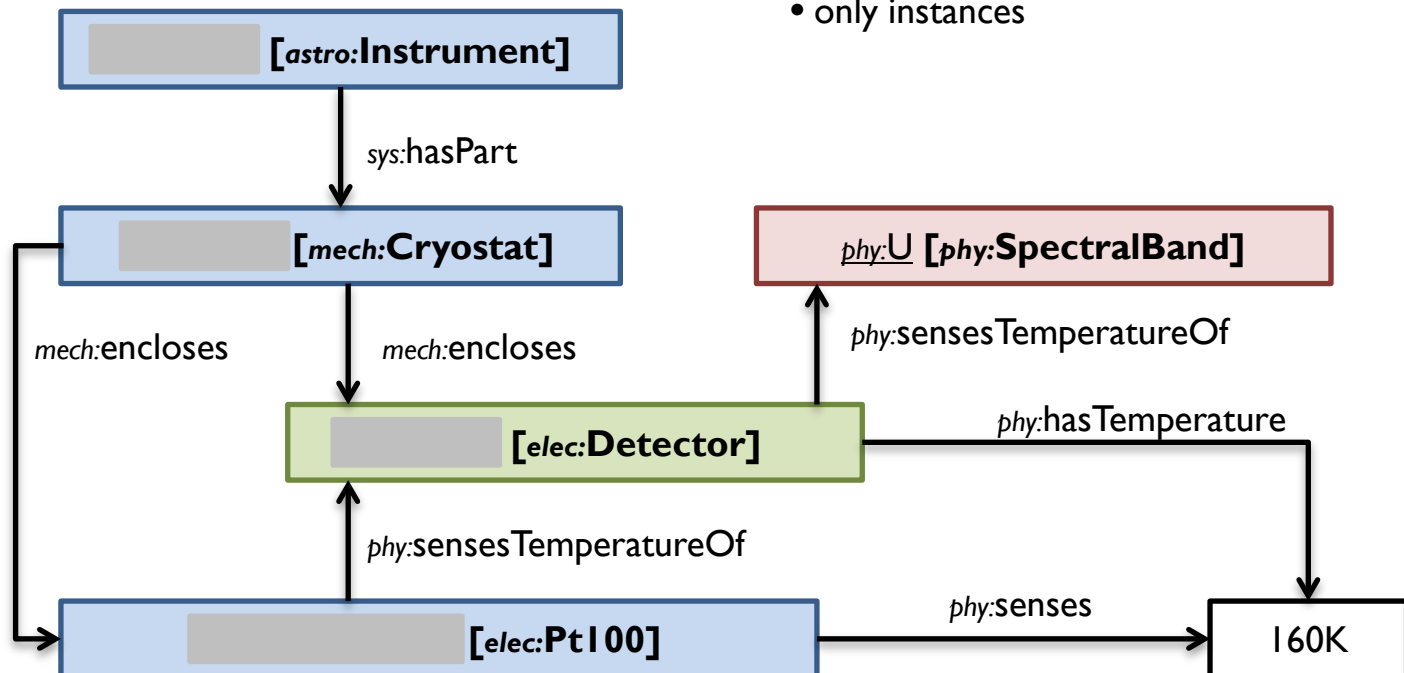 • only instances
[astro:Instrument]
sys:hasPart
[mech:Cryostat]
phy:U [phy:SpectralBand]
mech:encloses
mech:encloses
phy:sensesTemperatureOf
[elec:Detector]
phy:hasTemperature
phy:sensesTemperatureOf
[elec:Pt100]
phy:senses
160K